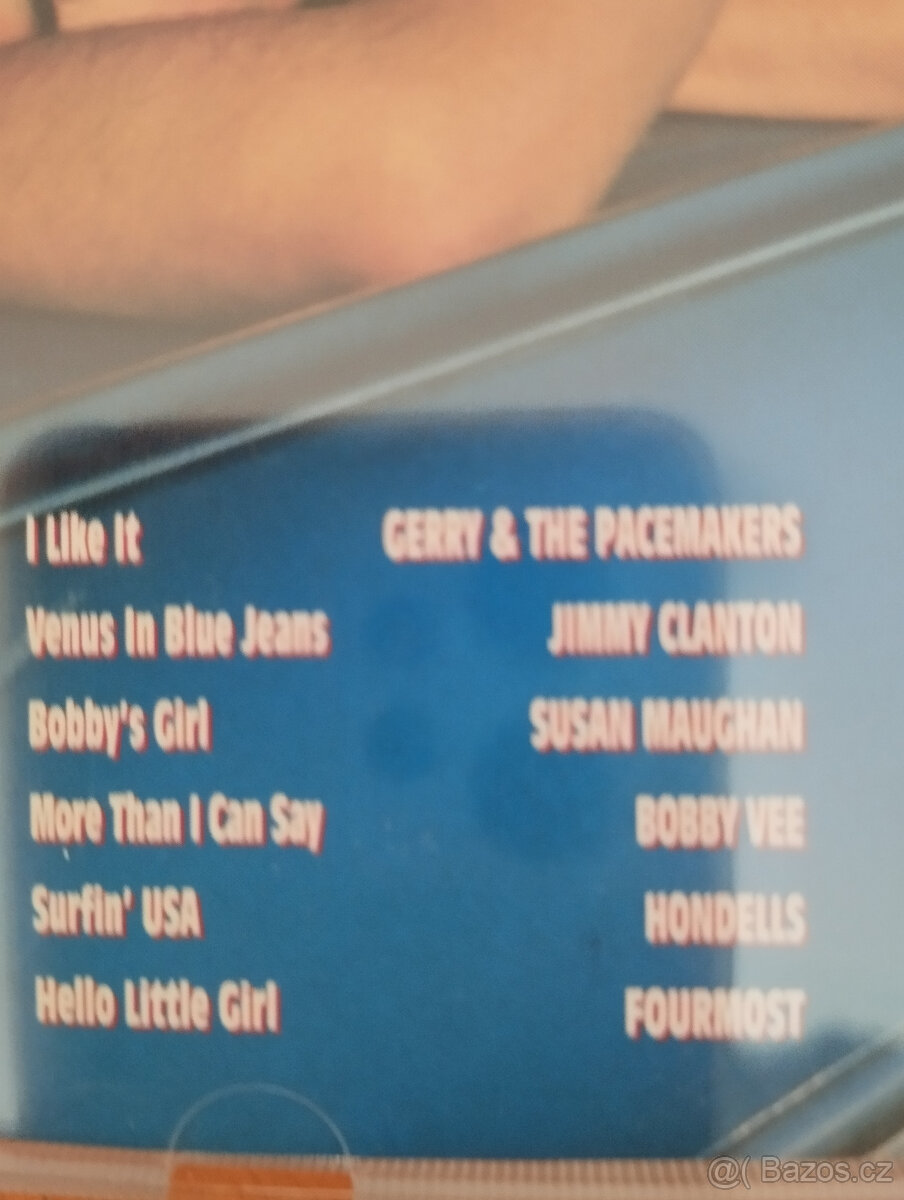 I Like It GERRY & THE PACEMAKERS
Venus In Blue Jeans JIMMY CLANTON
Bobby's Girl SUSAN MAUGHAN
More Than I Can Say BOBBY VEE
Surfin' USA HONDELLS
Hello Little Girl FOURMOST
@( Bazos.cz